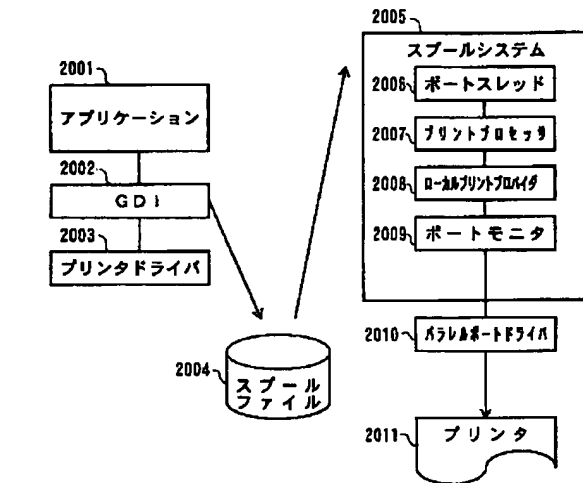 2001
アプリケーション
2002
GDI
2003
プリンタドライバ
2004
スプール
ファイル
2005
スプールシステム
2006
ポートスレッド
2007
プリントプロセッサ
2008
ローカルプリントプロバイダ
2009
ポートモニタ
2010
パラレルポートドライバ
2011
プリンタ